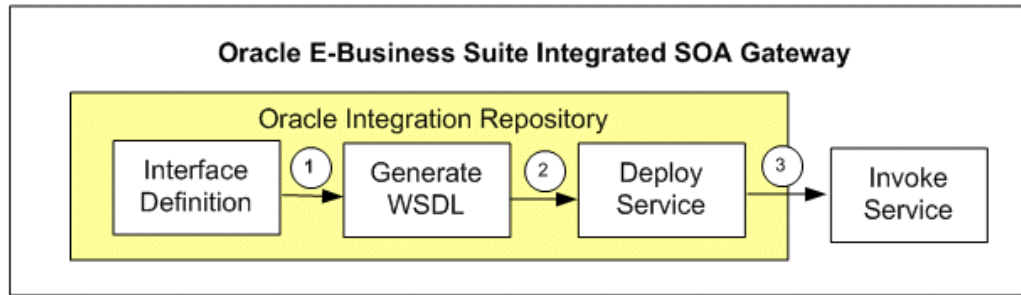 Oracle E-Business Suite Integrated SOA Gateway
Oracle Integration Repository
Interface
Definition
1
Generate
WSDL
2
Deploy
Service
3
Invoke
Service